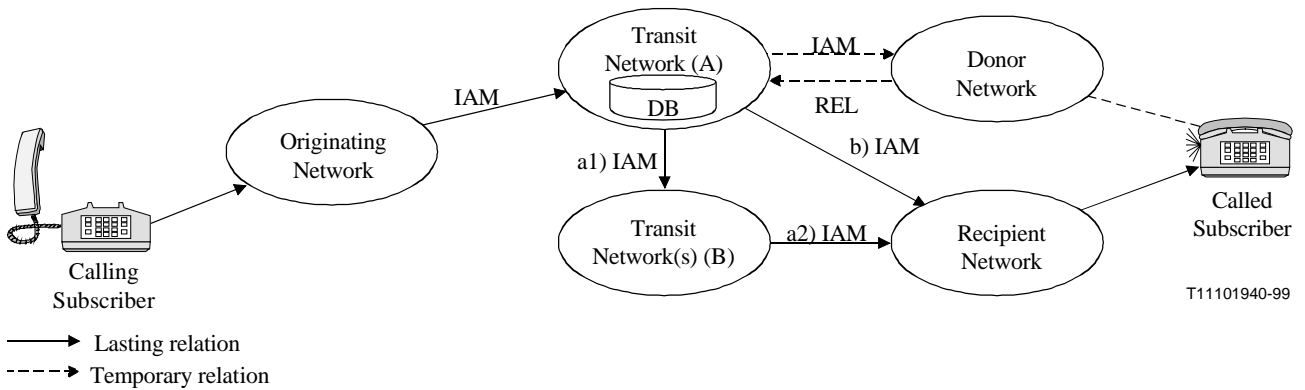 Transit
Network (A)
DB
IAM
REL
Donor
Network
IAM
Originating
Network
a1) IAM
b) IAM
Transit
Network(s) (B)
a2) IAM
Recipient
Network
Calling
Subscriber
Called
Subscriber
T11101940-99
Lasting relation
Temporary relation